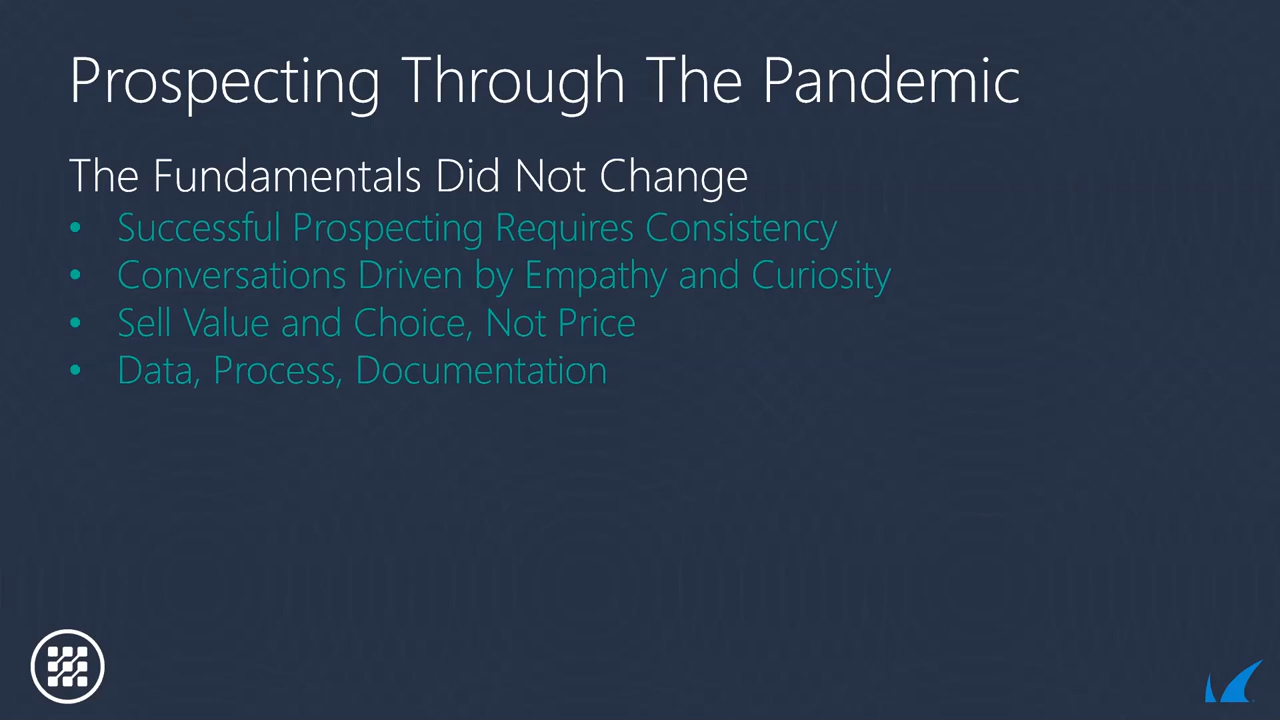 Prospecting Through The Pandemic
The Fundamentals Did Not Change
• Successful Prospecting Requires Consistency
• Conversations Driven by Empathy and Curiosity
• Sell Value and Choice, Not Price
• Data, Process, Documentation